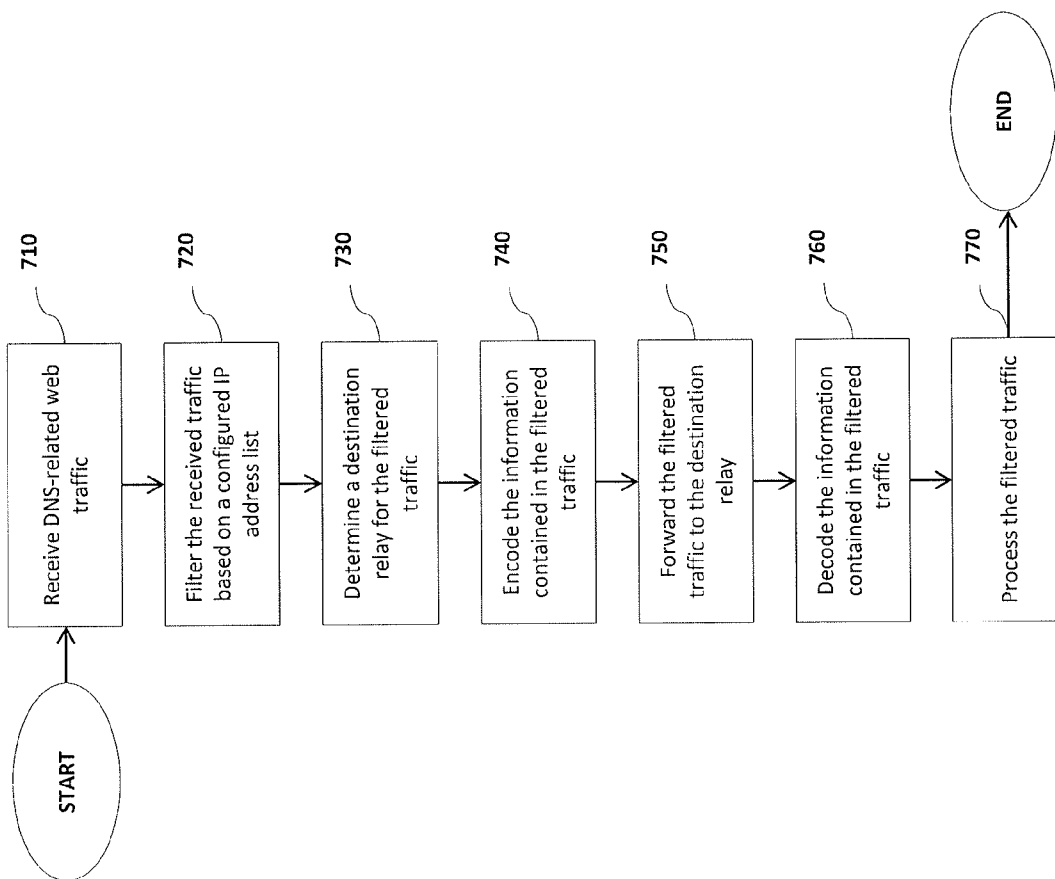 START
710
Receive DNS-related web
traffic
720
Filter the received traffic
based on a configured IP
address list
730
Determine a destination
relay for the filtered
traffic
740
Encode the information
contained in the filtered
traffic
750
Forward the filtered
traffic to the destination
relay
760
Decode the information
contained in the filtered
traffic
770
Process the filtered traffic
END